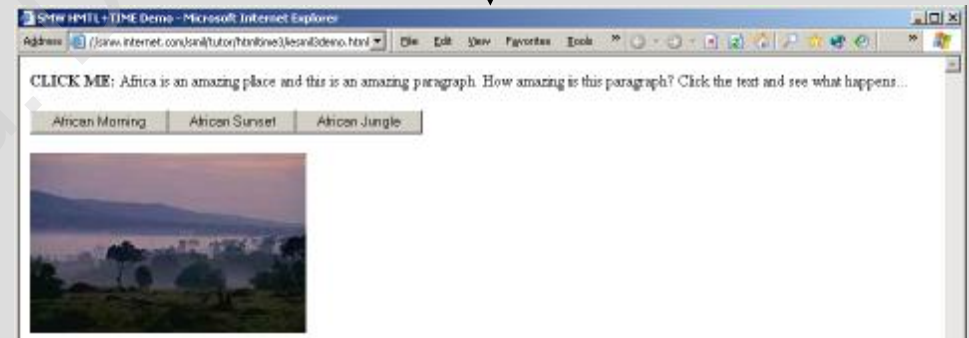 SMW HMTL+TIME Demo - Microsoft Internet Explorer
Address File Edit View Favorites Tools »
CLICK ME: Africa is an amazing place and this is an amazing paragraph. How amazing is this paragraph? Click the text and see what happens...
African Morning African Sunset African Jungle